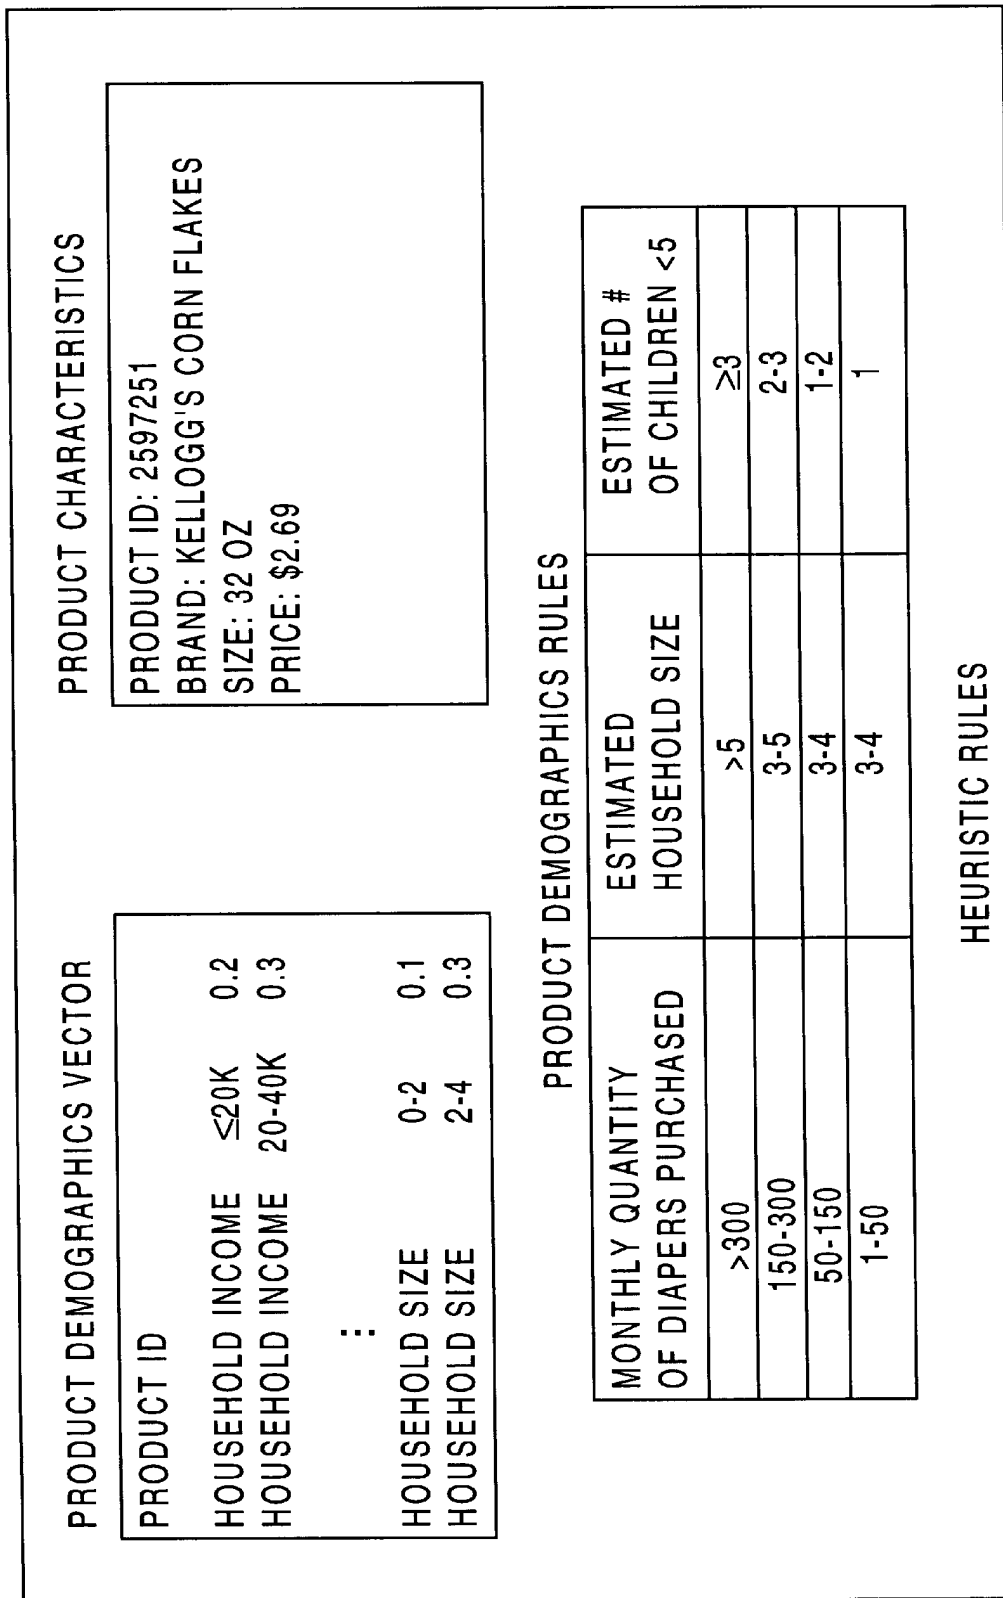 PRODUCT DEMOGRAPHICS VECTOR
PRODUCT ID
HOUSEHOLD INCOME ≤20K 0.2
HOUSEHOLD INCOME 20-40K 0.3
⋮
HOUSEHOLD SIZE 0-2 0.1
HOUSEHOLD SIZE 2-4 0.3
PRODUCT CHARACTERISTICS
PRODUCT ID: 2597251
BRAND: KELLOGG'S CORN FLAKES
SIZE: 32 OZ
PRICE: $2.69
PRODUCT DEMOGRAPHICS RULES
MONTHLY QUANTITY
OF DIAPERS PURCHASED
ESTIMATED
HOUSEHOLD SIZE
ESTIMATED #
OF CHILDREN <5
>300 >5 ≥3
150-300 3-5 2-3
50-150 3-4 1-2
1-50 3-4 1
HEURISTIC RULES